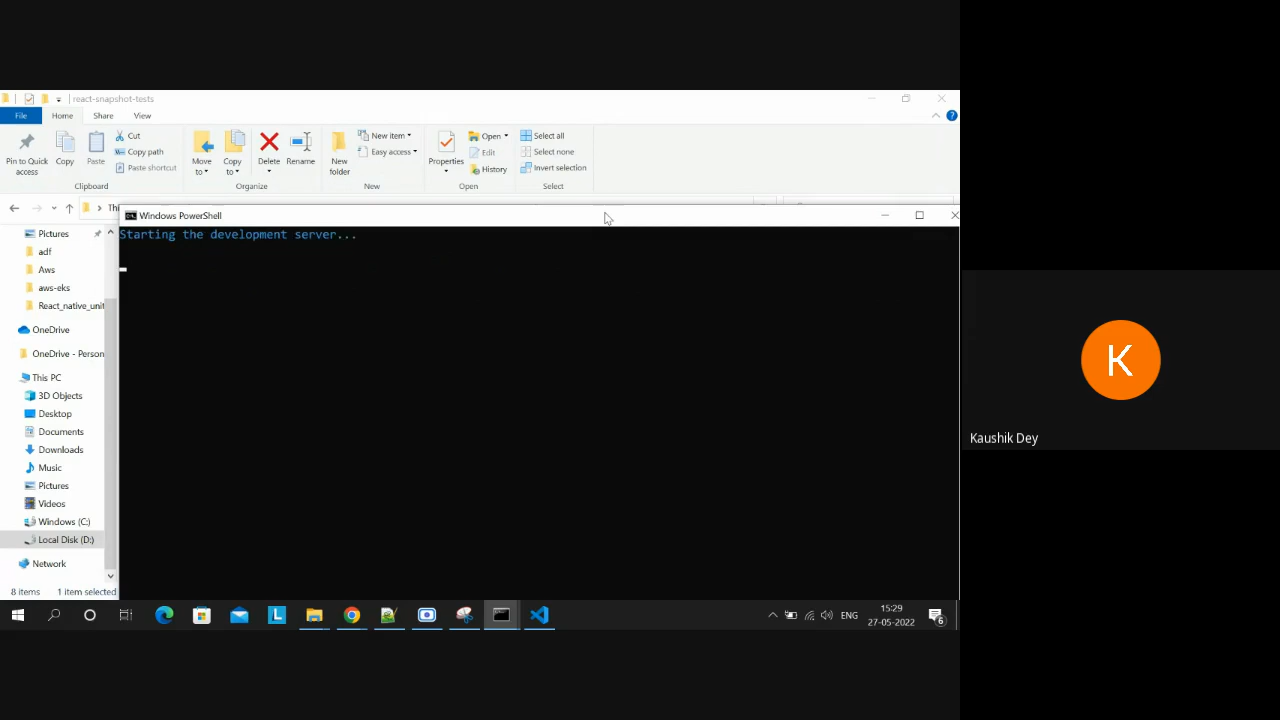 react-snapshot-tests
File Home Share View
Pin to Quick access
Copy
Paste
Cut
Copy path
Paste shortcut
Clipboard
Move to
Copy to
Delete
Rename
Organize
New folder
New item
Easy access
New
Properties
Open
Edit
History
Open
Select all
Select none
Invert selection
Select
Windows PowerShell
Starting the development server...
Pictures
adf
Aws
aws-eks
OneDrive
This PC
3D Objects
Desktop
Documents
Downloads
Music
Pictures
Videos
Windows (C:)
Local Disk (D:)
Network
8 items 1 item selected
ENG
15:29
27-05-2022
6
L
K
Kaushik Dey